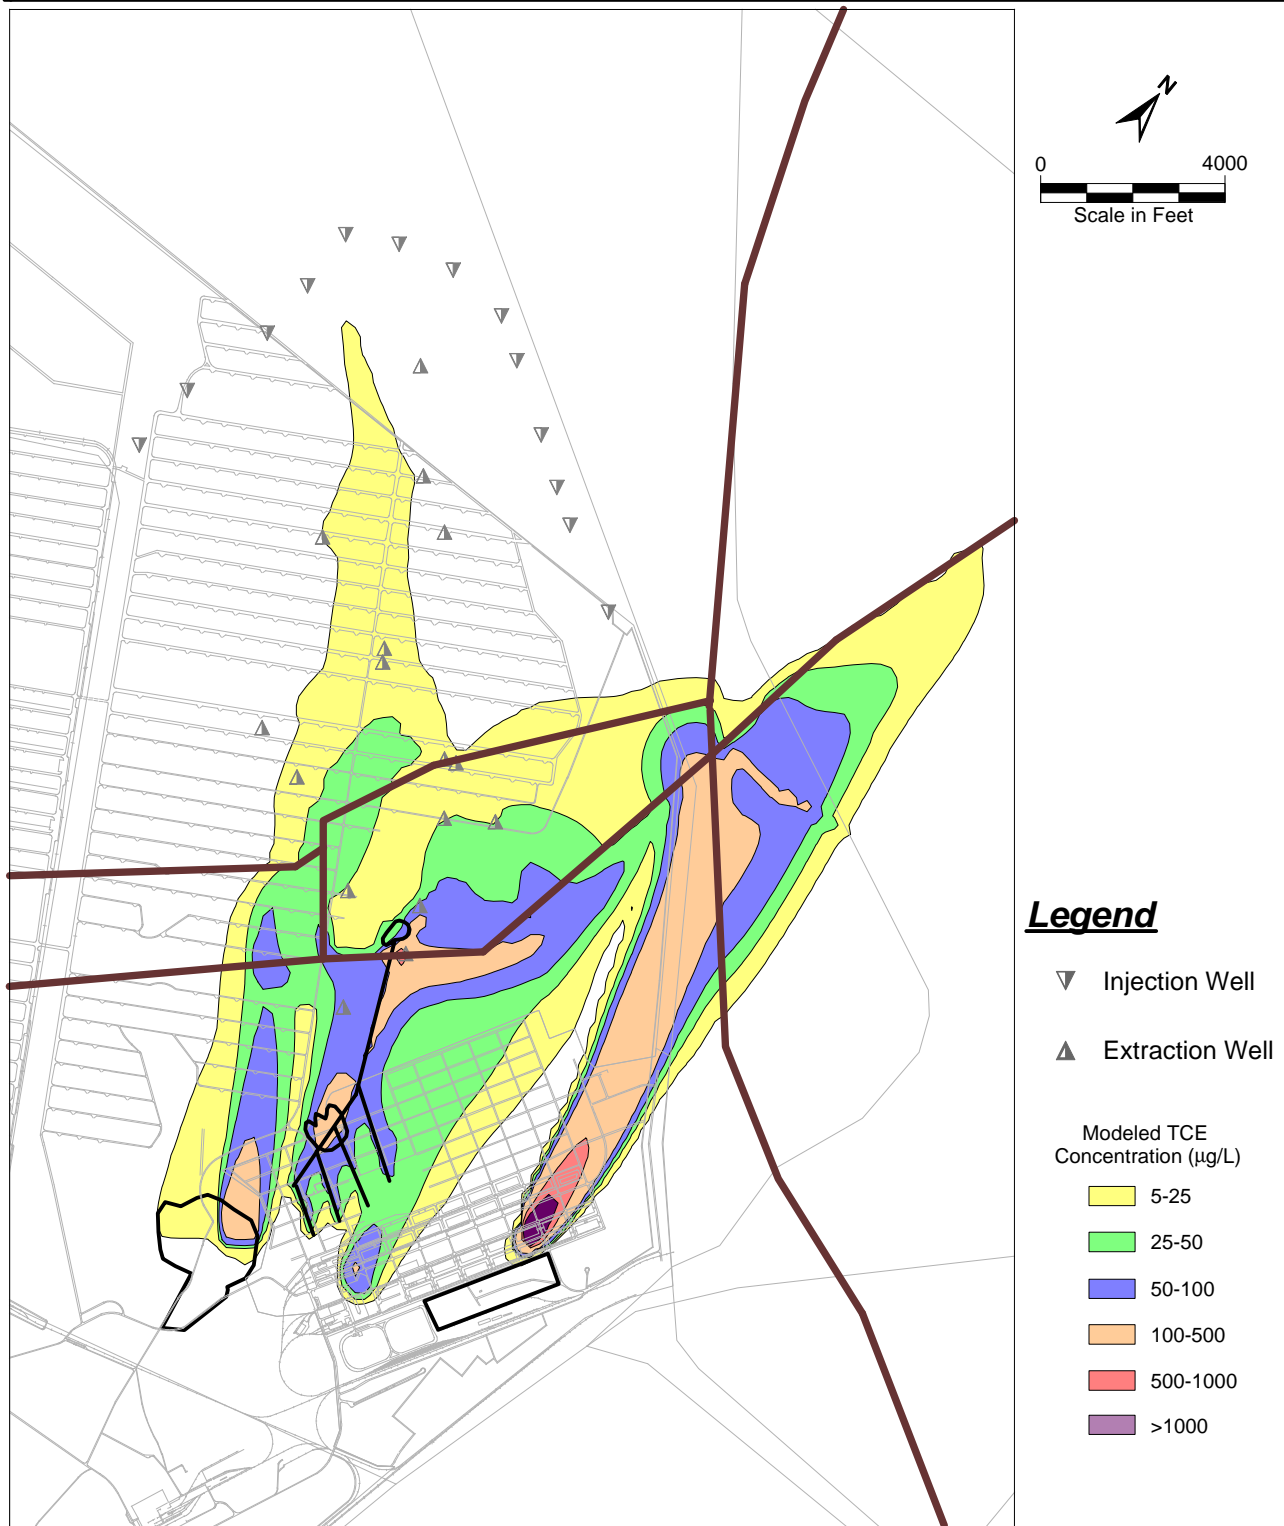 N
0 4000
Scale in Feet
Legend
Injection Well
Extraction Well
Modeled TCE
Concentration (µg/L)
5-25
25-50
50-100
100-500
500-1000
>1000